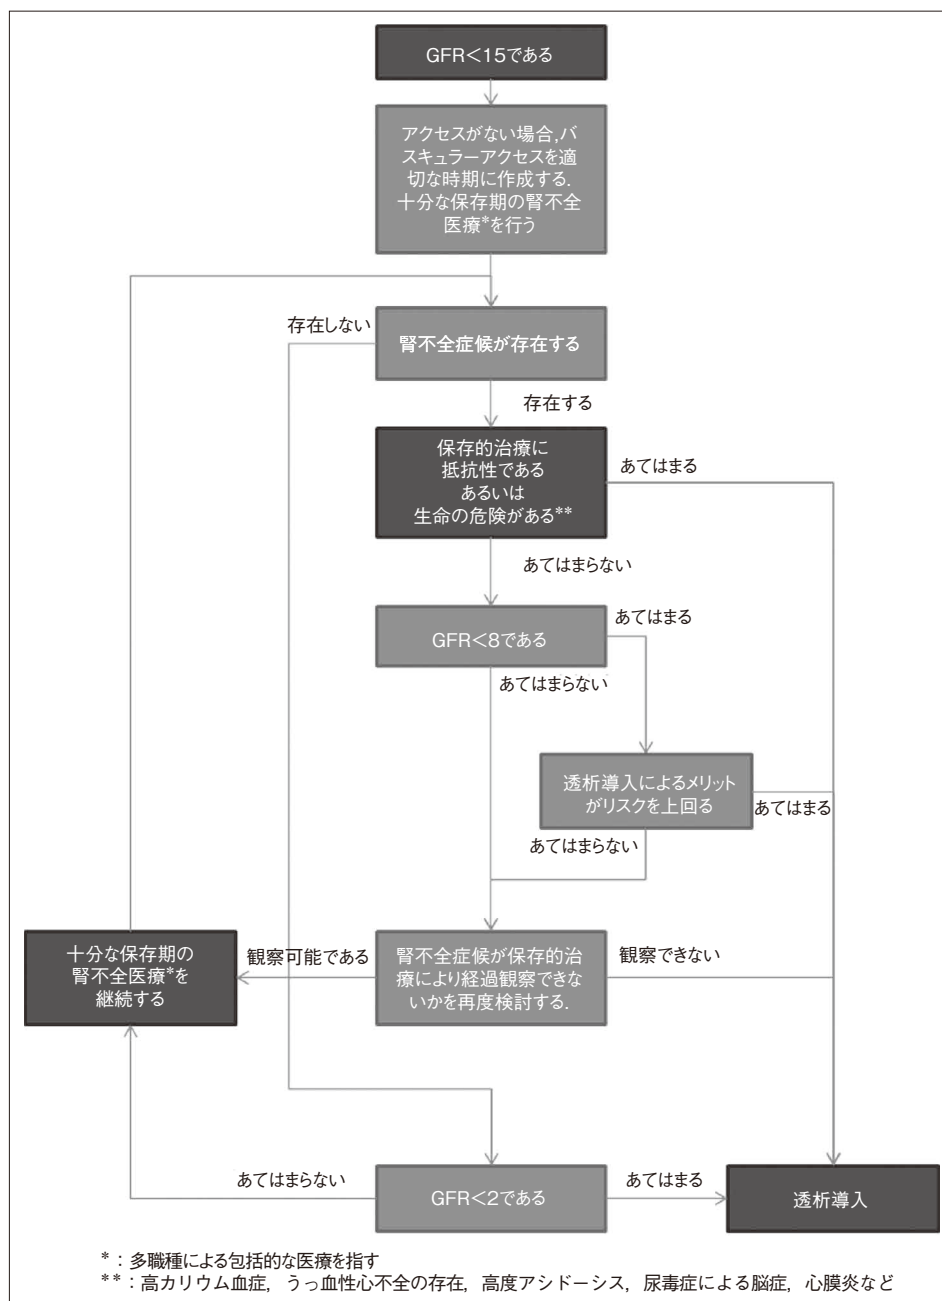 GFR<15である
アクセスがない場合,バ
スキュラーアクセスを適
切な時期に作成する.
十分な保存期の腎不全
医療*を行う
存在しない
腎不全症候が存在する
存在する
保存的治療に
抵抗性である
あるいは
生命の危険がある**
あてはまる
あてはまらない
GFR<8である
あてはまる
あてはまらない
透析導入によるメリット
がリスクを上回る
あてはまる
あてはまらない
十分な保存期の
腎不全医療*を
継続する
観察可能である
腎不全症候が保存的治
療により経過観察できな
いかを再度検討する.
観察できない
あてはまらない
GFR<2である
あてはまる
透析導入
*：多職種による包括的な医療を指す
**：高カリウム血症，うっ血性心不全の存在，高度アシドーシス，尿毒症による脳症，心膜炎など